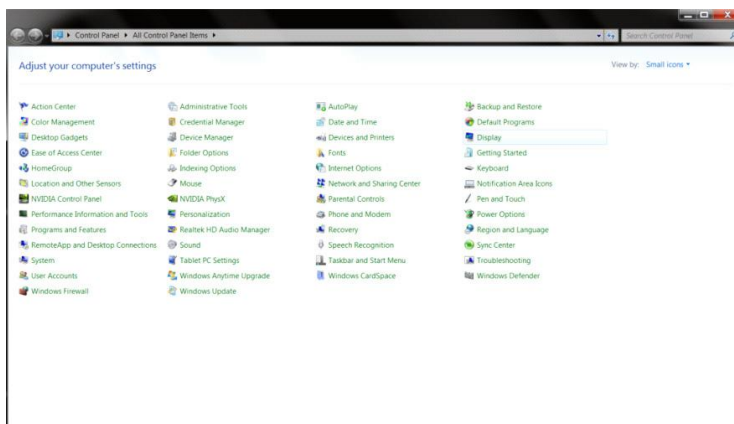 Control Panel All Control Panel Items Search Control Panel
Adjust your computer's settings View by: Small icons
Action Center Administrative Tools AutoPlay Backup and Restore
Color Management Credential Manager Date and Time Default Programs
Desktop Gadgets Device Manager Devices and Printers Display
Ease of Access Center Folder Options Fonts Getting Started
HomeGroup Indexing Options Internet Options Keyboard
Location and Other Sensors Mouse Network and Sharing Center Notification Area Icons
NVIDIA Control Panel NVIDIA PhysX Parental Controls Pen and Touch
Performance Information and Tools Personalization Phone and Modem Power Options
Programs and Features Realtek HD Audio Manager Recovery Region and Language
RemoteApp and Desktop Connections Sound Speech Recognition Sync Center
System Tablet PC Settings Taskbar and Start Menu Troubleshooting
User Accounts Windows Anytime Upgrade Windows CardSpace Windows Defender
Windows Firewall Windows Update